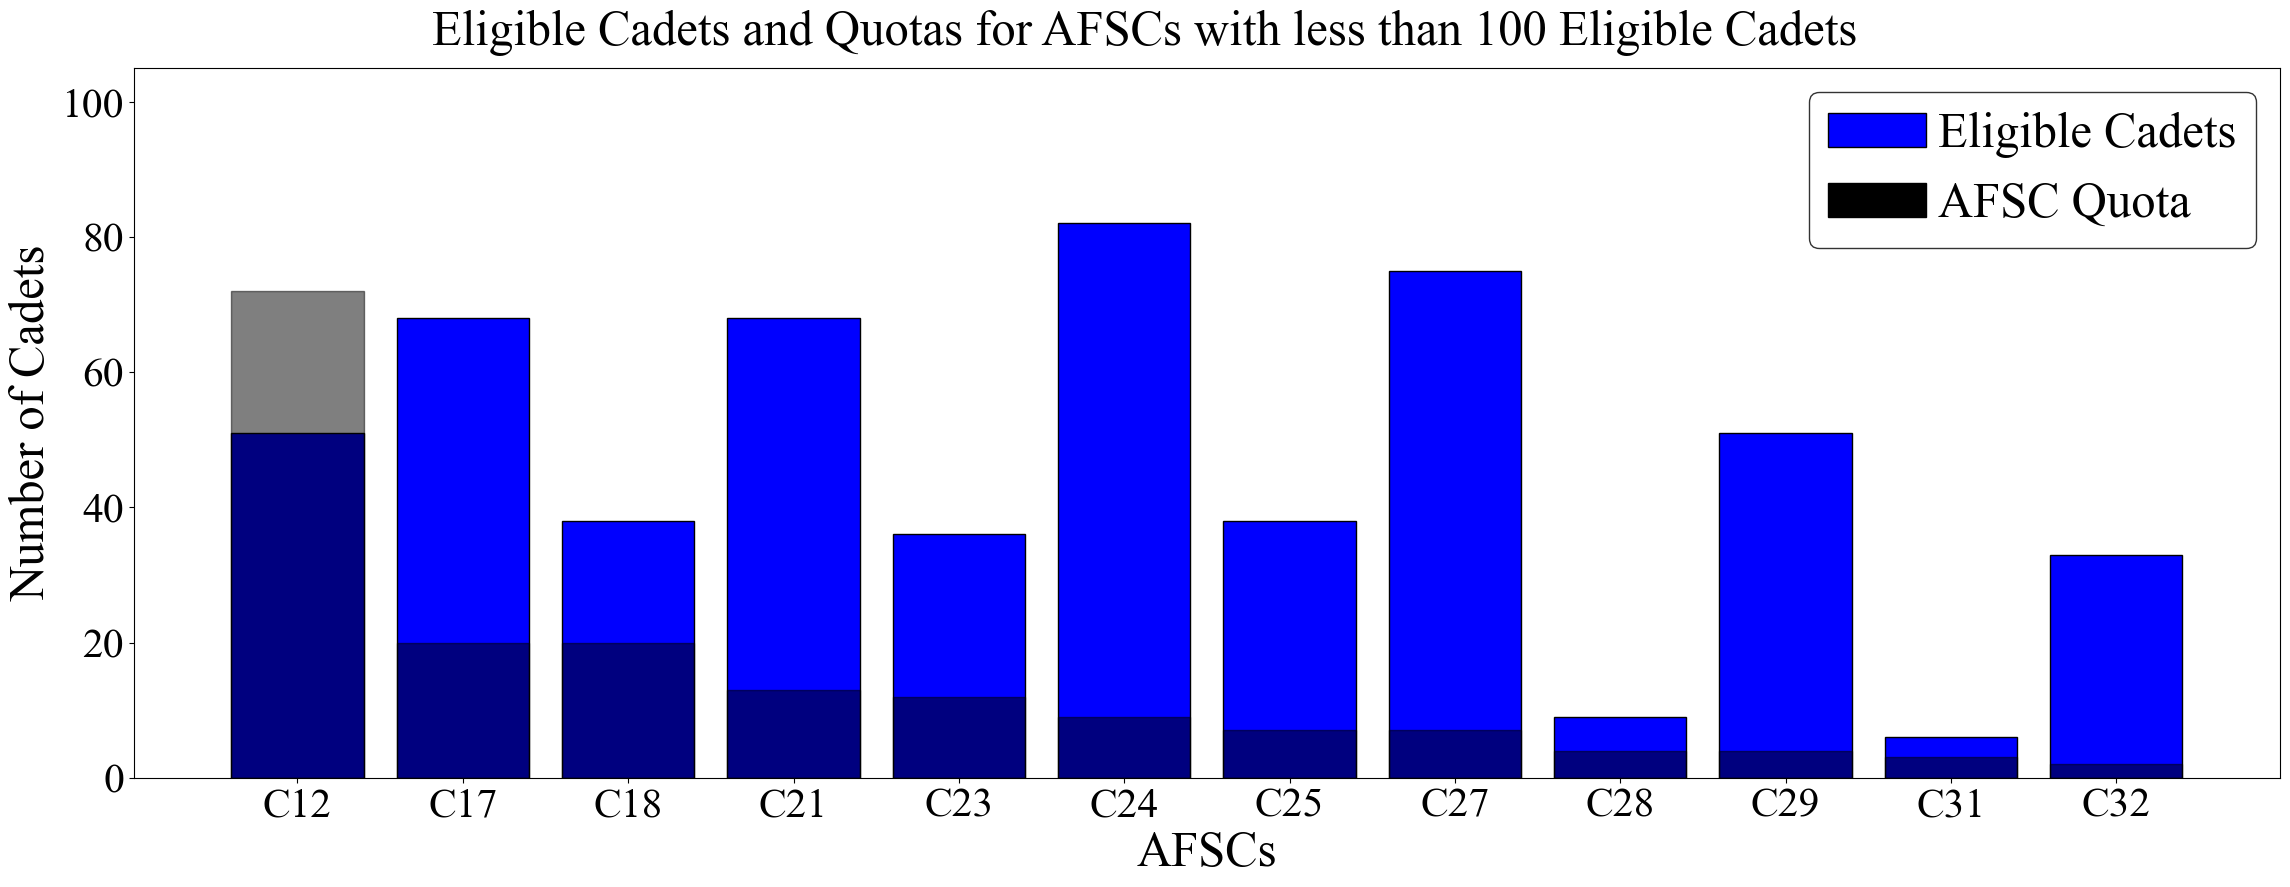 Eligible Cadets and Quotas for AFSCs with less than 100 Eligible Cadets
100
80
60
40
20
0
Number of Cadets
Eligible Cadets
AFSC Quota
C12 C17 C18 C21 C23 C24 C25 C27 C28 C29 C31 C32
AFSCs